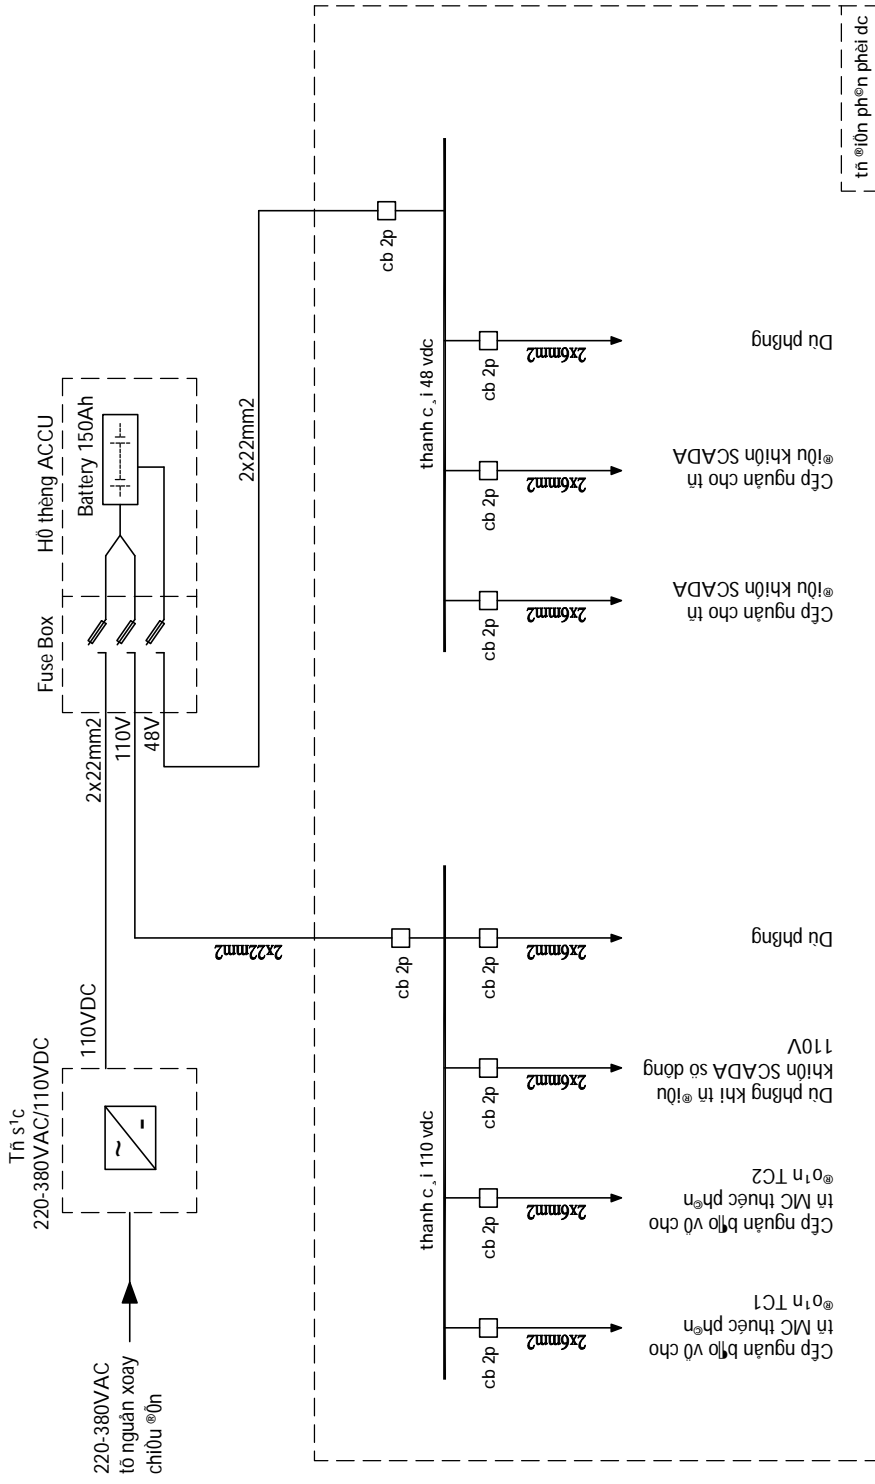 220-380VAC
tõ nguån xoay
chiÒu ®Õn
Tñ s¹c
220-380VAC/110VDC
~
-
110VDC
2x22mm2
110V
48V
Fuse Box
HÖ thèng ACCU
Battery 150Ah
2x22mm2
2x22mm2
cb 2p
cb 2p
thanh c¸i 110 vdc
thanh c¸i 48 vdc
cb 2p
2x6mm2
cb 2p
2x6mm2
cb 2p
2x6mm2
cb 2p
2x6mm2
cb 2p
2x6mm2
cb 2p
2x6mm2
cb 2p
2x6mm2
CÊp nguån b¶o vÖ cho
tñ MC thuéc ph©n
®o¹n TC1
CÊp nguån b¶o vÖ cho
tñ MC thuéc ph©n
®o¹n TC2
Dù phßng khi tñ ®iÒu
khiÓn SCADA sö dông
110V
Dù phßng
CÊp nguån cho tñ
®iÒu khiÓn SCADA
CÊp nguån cho tñ
®iÒu khiÓn SCADA
Dù phßng
tñ ®iÖn ph©n phèi dc